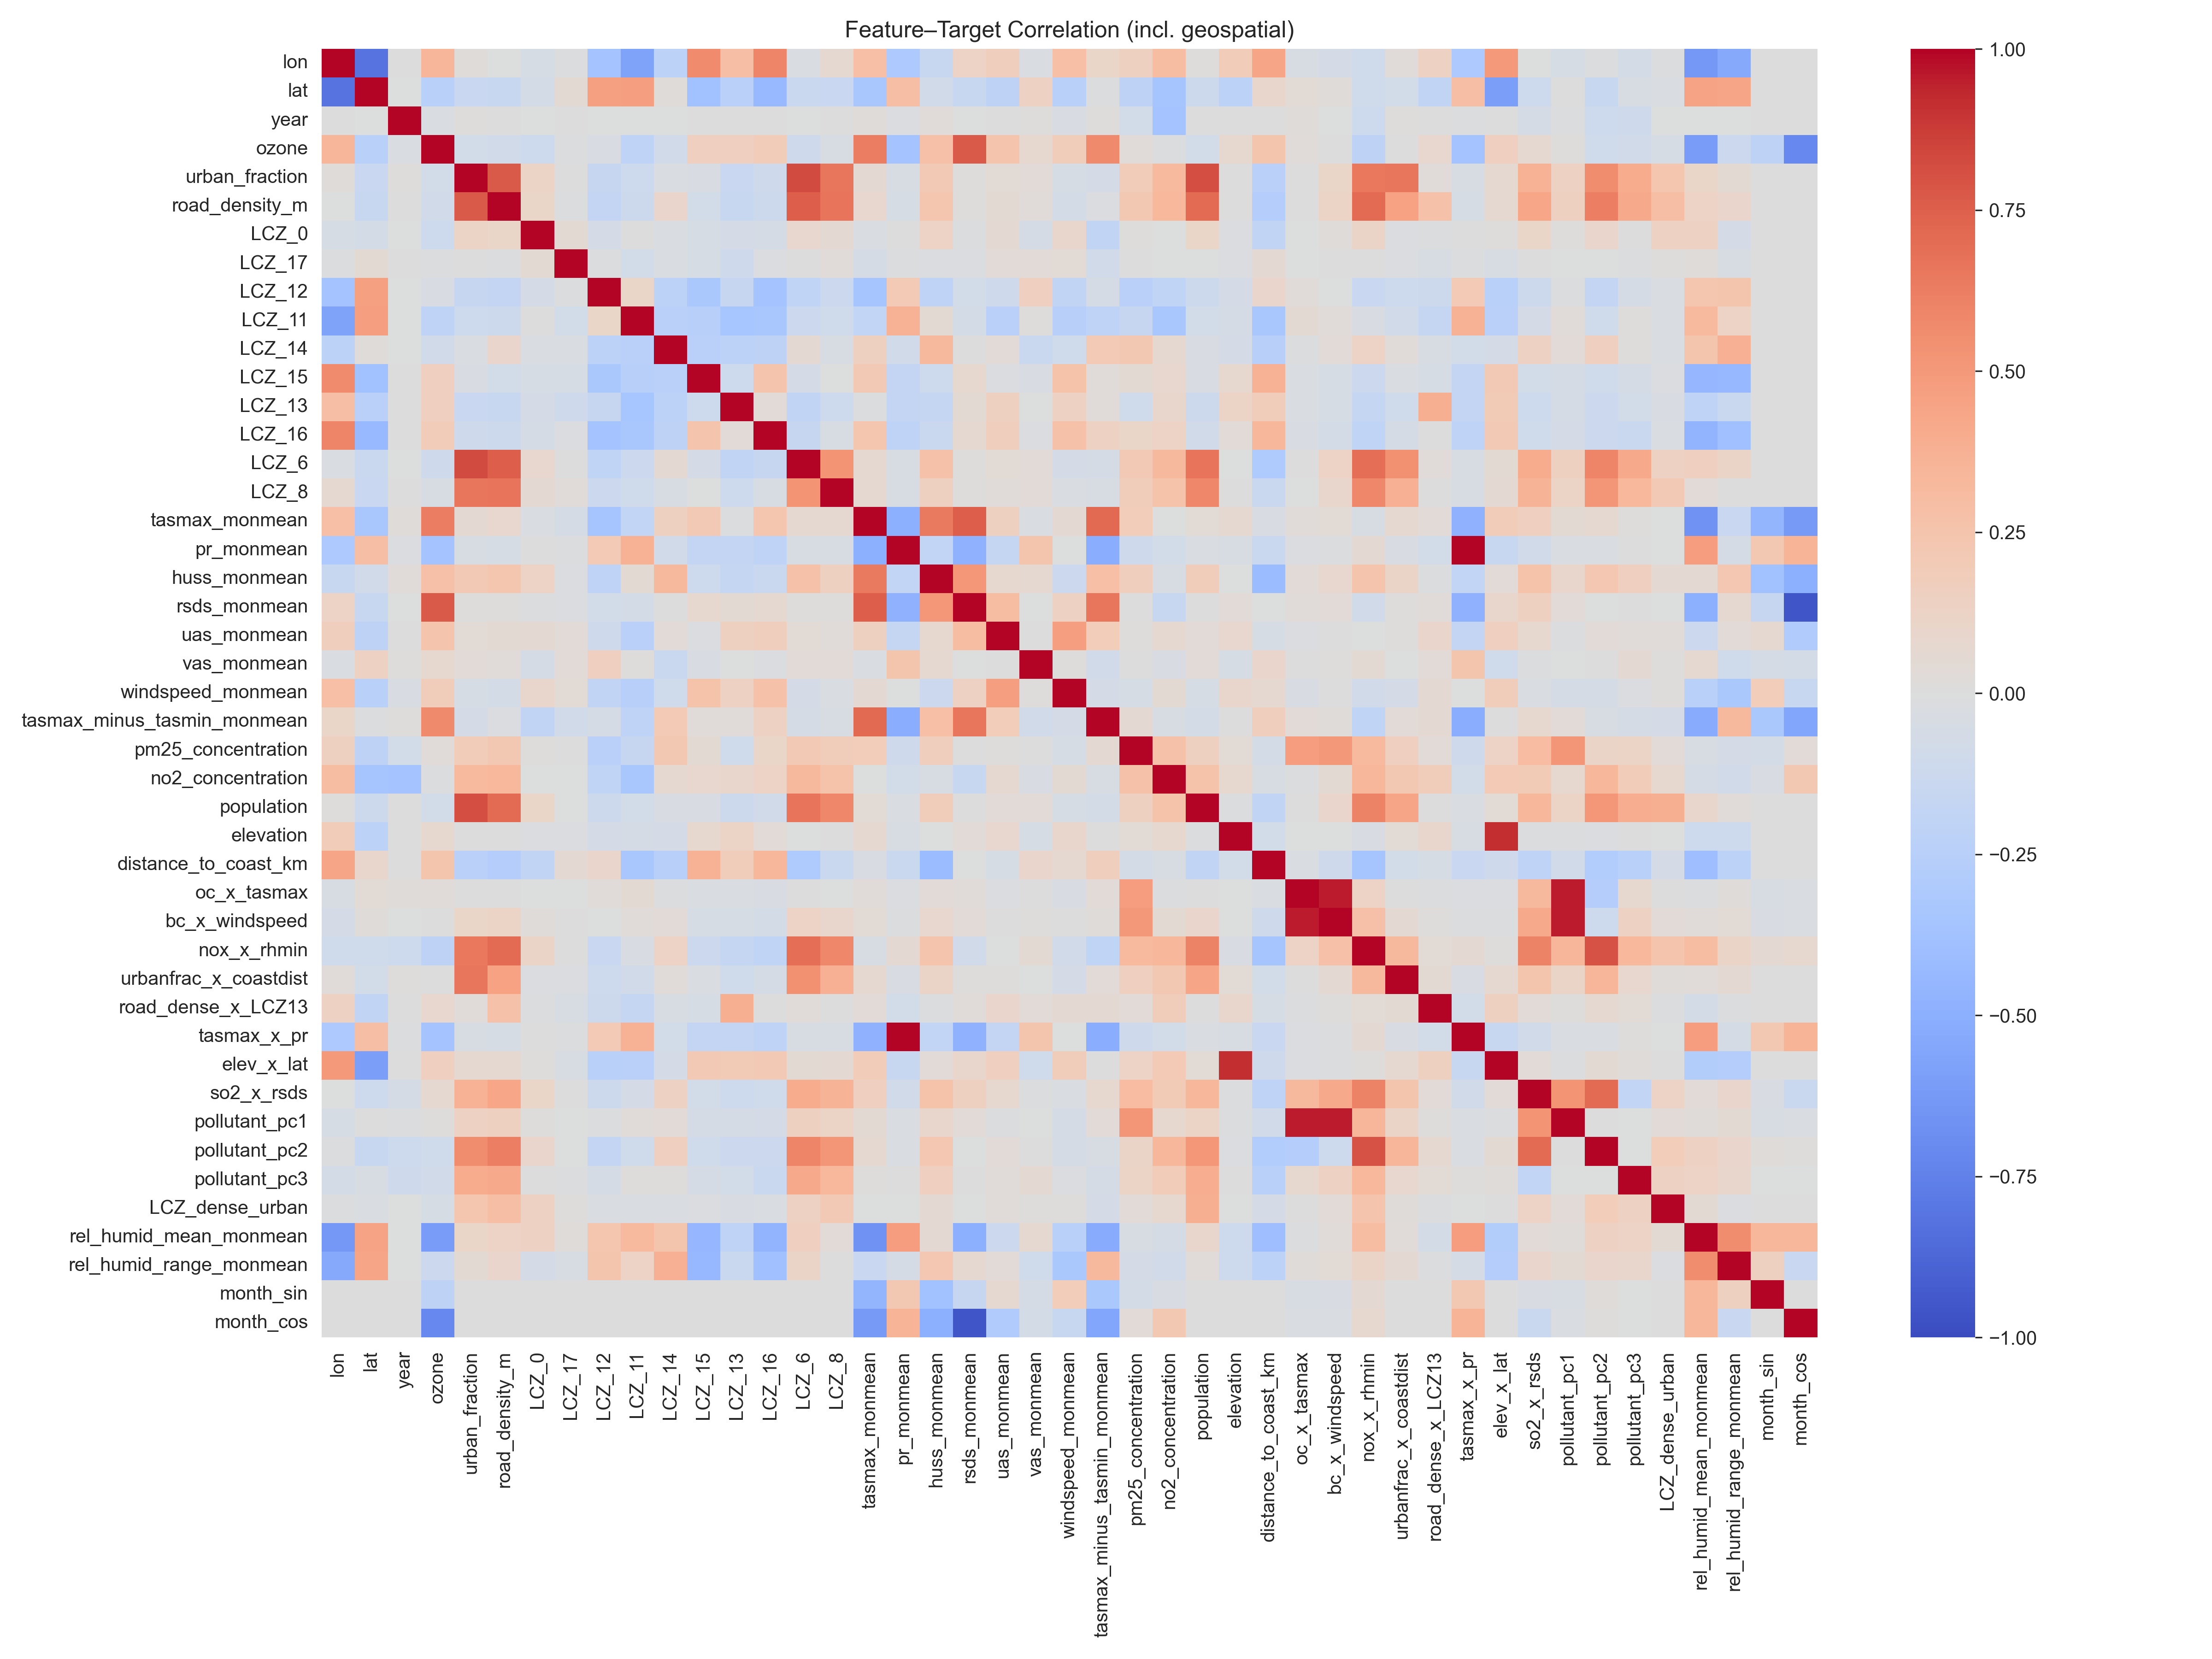 Feature–Target Correlation (incl. geospatial)
lon
lat
year
ozone
urban_fraction
road_density_m
LCZ_0
LCZ_17
LCZ_12
LCZ_11
LCZ_14
LCZ_15
LCZ_13
LCZ_16
LCZ_6
LCZ_8
tasmax_monmean
pr_monmean
huss_monmean
rsds_monmean
uas_monmean
vas_monmean
windspeed_monmean
tasmax_minus_tasmin_monmean
pm25_concentration
no2_concentration
population
elevation
distance_to_coast_km
oc_x_tasmax
bc_x_windspeed
nox_x_rhmin
urbanfrac_x_coastdist
road_dense_x_LCZ13
tasmax_x_pr
elev_x_lat
so2_x_rsds
pollutant_pc1
pollutant_pc2
pollutant_pc3
LCZ_dense_urban
rel_humid_mean_monmean
rel_humid_range_monmean
month_sin
month_cos
lon
lat
year
ozone
urban_fraction
road_density_m
LCZ_0
LCZ_17
LCZ_12
LCZ_11
LCZ_14
LCZ_15
LCZ_13
LCZ_16
LCZ_6
LCZ_8
tasmax_monmean
pr_monmean
huss_monmean
rsds_monmean
uas_monmean
vas_monmean
windspeed_monmean
tasmax_minus_tasmin_monmean
pm25_concentration
no2_concentration
population
elevation
distance_to_coast_km
oc_x_tasmax
bc_x_windspeed
nox_x_rhmin
urbanfrac_x_coastdist
road_dense_x_LCZ13
tasmax_x_pr
elev_x_lat
so2_x_rsds
pollutant_pc1
pollutant_pc2
pollutant_pc3
LCZ_dense_urban
rel_humid_mean_monmean
rel_humid_range_monmean
month_sin
month_cos
1.00
0.75
0.50
0.25
0.00
−0.25
−0.50
−0.75
−1.00